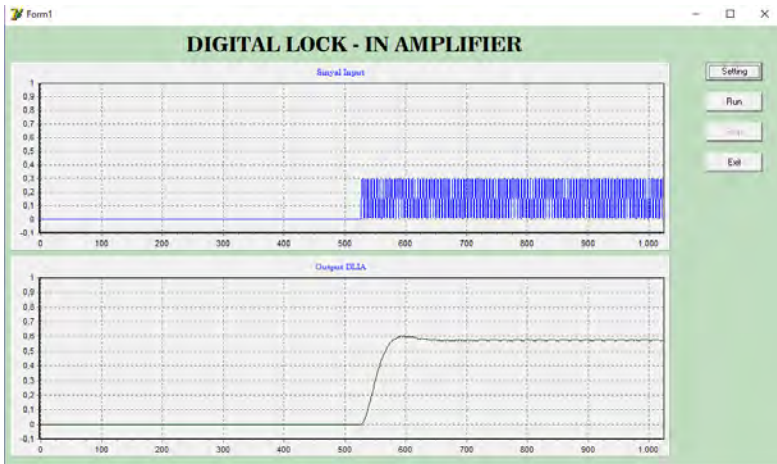 Form1
DIGITAL LOCK - IN AMPLIFIER
Sinyal Input
1
0,9
0,8
0,7
0,6
0,5
0,4
0,3
0,2
0,1
0
-0,1
0 100 200 300 400 500 600 700 800 900 1.000
Setting
Run
Exit
Output DLIA
1
0,9
0,8
0,7
0,6
0,5
0,4
0,3
0,2
0,1
0
-0,1
0 100 200 300 400 500 600 700 800 900 1.000